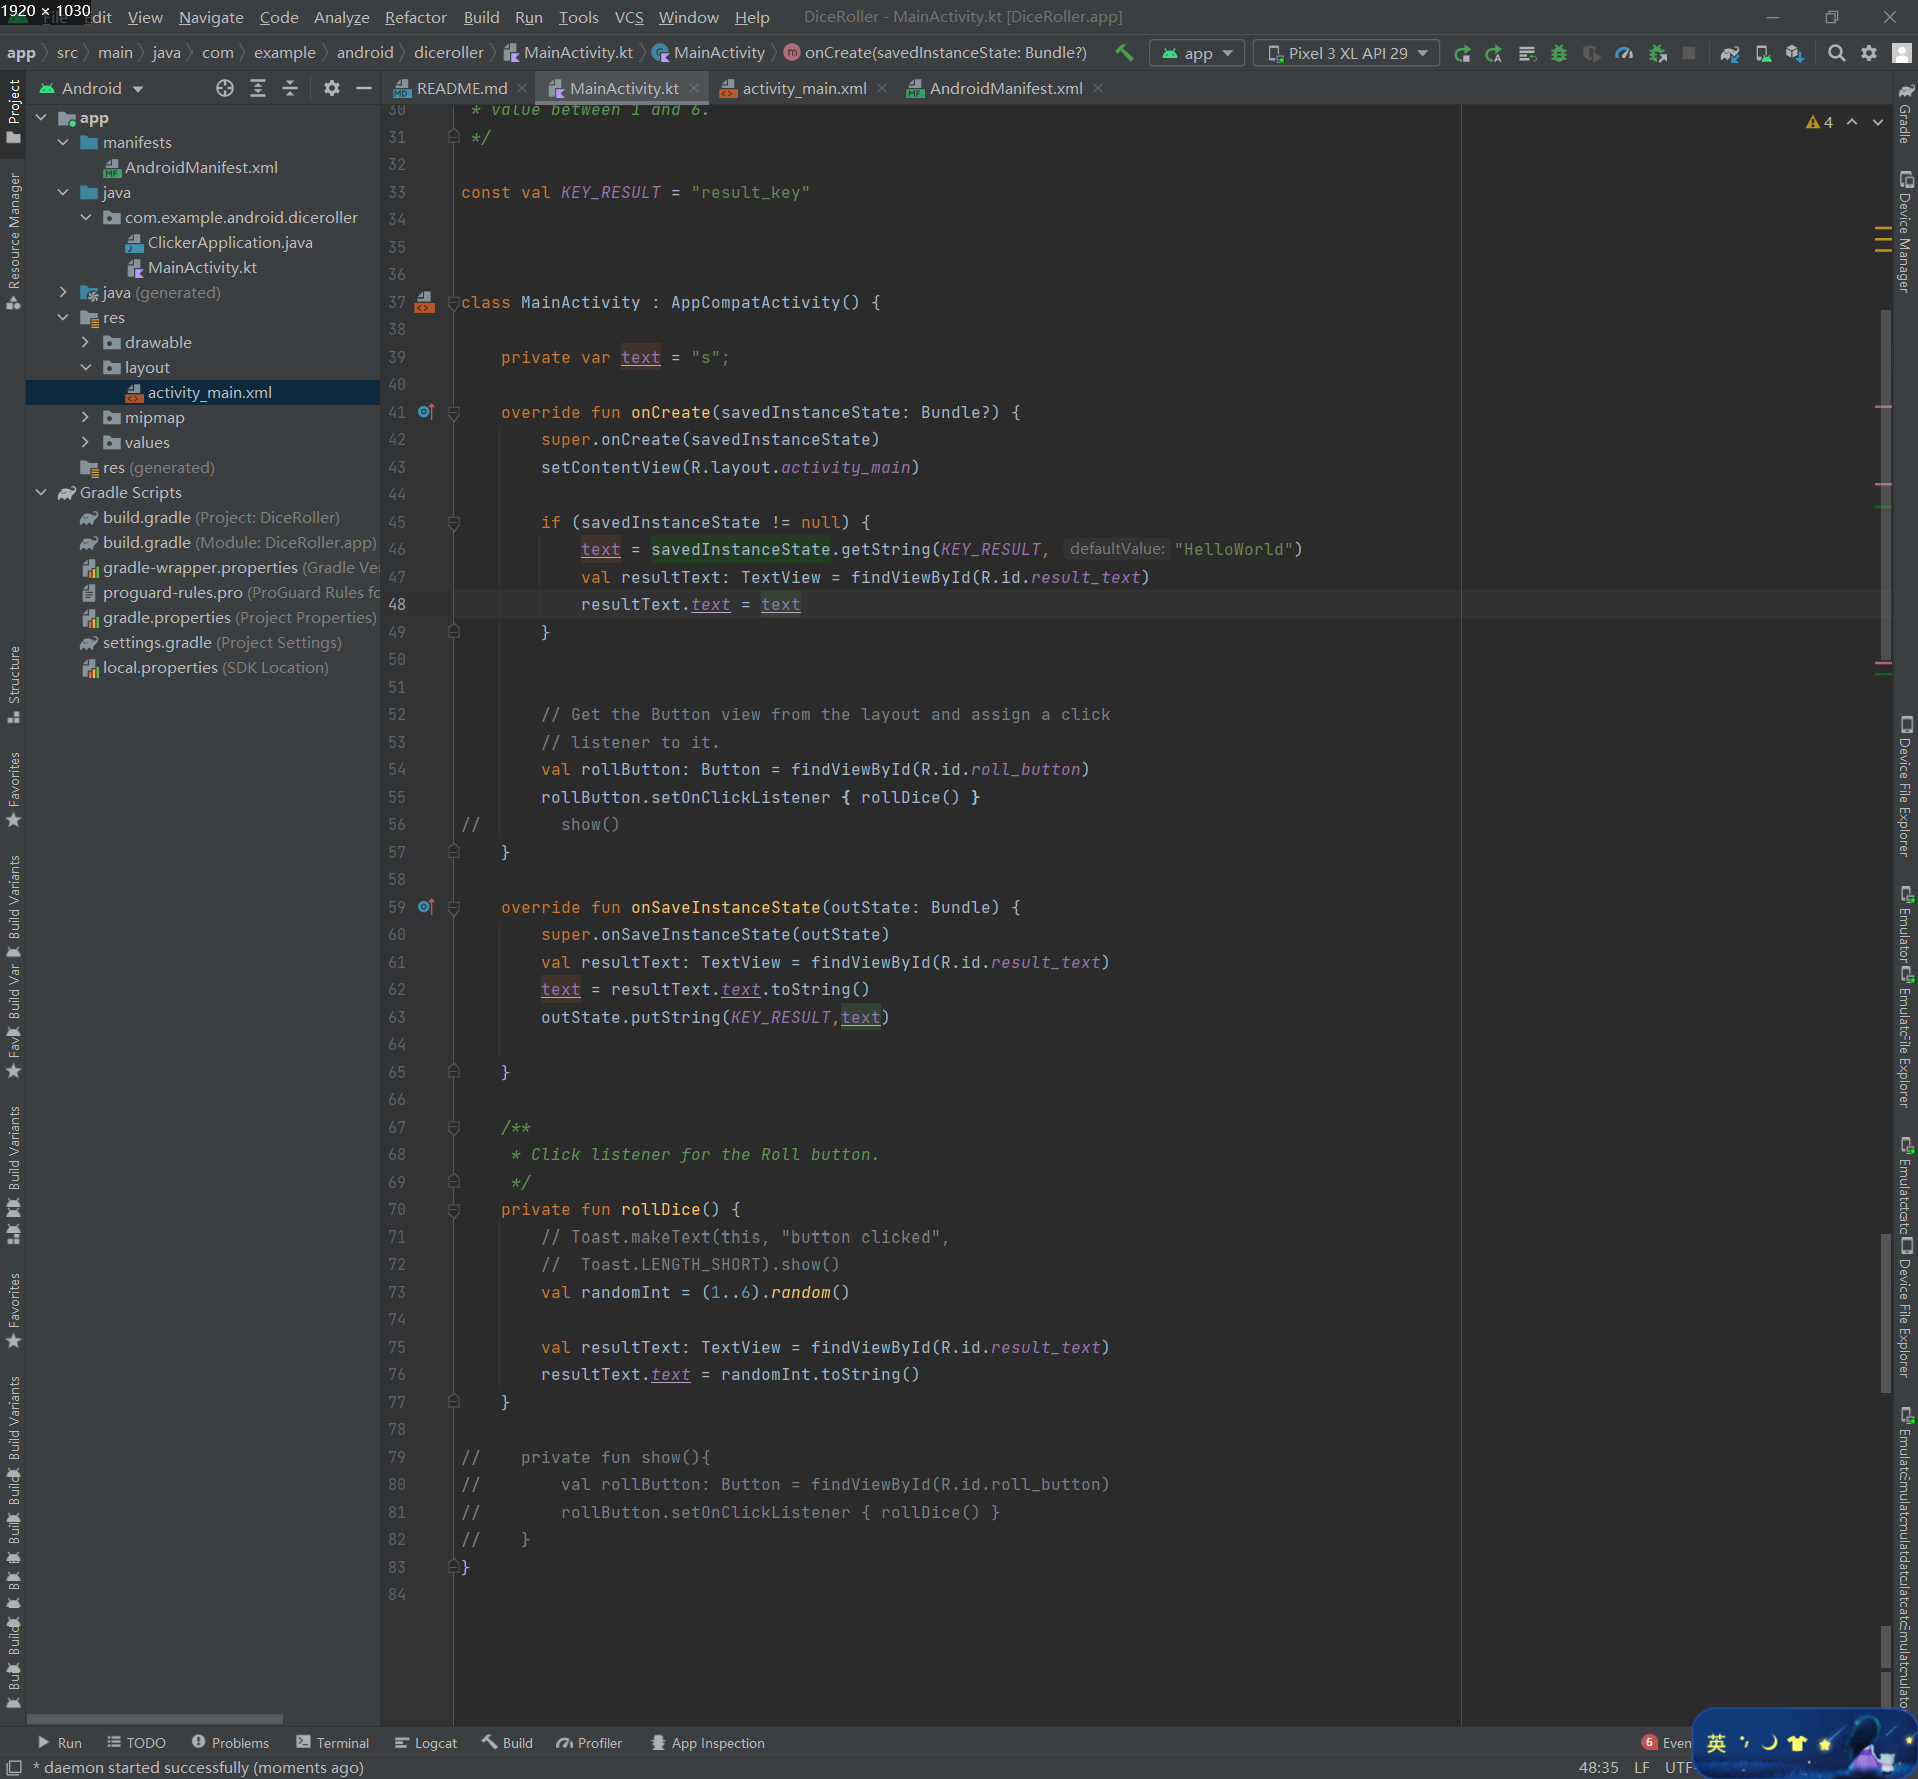 1920 × 1030
Edit View Navigate Code Analyze Refactor Build Run Tools VCS Window Help DiceRoller - MainActivity.kt [DiceRoller.app]
app src main java com example android diceroller MainActivity.kt MainActivity onCreate(savedInstanceState: Bundle?) app Pixel 3 XL API 29
Android README.md MainActivity.kt activity_main.xml AndroidManifest.xml
Project
Resource Manager
Structure
Favorites
Build Variants
Build Var
Fav
Build Variants
Favorites
Build Variants
app
manifests
AndroidManifest.xml
java
com.example.android.diceroller
ClickerApplication.java
MainActivity.kt
java (generated)
res
drawable
layout
activity_main.xml
mipmap
values
res (generated)
Gradle Scripts
build.gradle (Project: DiceRoller)
build.gradle (Module: DiceRoller.app)
gradle-wrapper.properties (Gradle Ve
proguard-rules.pro (ProGuard Rules fo
gradle.properties (Project Properties)
settings.gradle (Project Settings)
local.properties (SDK Location)
4
30 * value between 1 and 6.
31 */
32
33 const val KEY_RESULT = "result_key"
34
35
36
37 class MainActivity : AppCompatActivity() {
38
39 private var text = "s";
40
41 override fun onCreate(savedInstanceState: Bundle?) {
42 super.onCreate(savedInstanceState)
43 setContentView(R.layout.activity_main)
44
45 if (savedInstanceState != null) {
46 text = savedInstanceState.getString(KEY_RESULT, defaultValue: "HelloWorld")
47 val resultText: TextView = findViewById(R.id.result_text)
48 resultText.text = text
49 }
50
51
52 // Get the Button view from the layout and assign a click
53 // listener to it.
54 val rollButton: Button = findViewById(R.id.roll_button)
55 rollButton.setOnClickListener { rollDice() }
56 // show()
57 }
58
59 override fun onSaveInstanceState(outState: Bundle) {
60 super.onSaveInstanceState(outState)
61 val resultText: TextView = findViewById(R.id.result_text)
62 text = resultText.text.toString()
63 outState.putString(KEY_RESULT,text)
64
65 }
66
67 /**
68 * Click listener for the Roll button.
69 */
70 private fun rollDice() {
71 // Toast.makeText(this, "button clicked",
72 // Toast.LENGTH_SHORT).show()
73 val randomInt = (1..6).random()
74
75 val resultText: TextView = findViewById(R.id.result_text)
76 resultText.text = randomInt.toString()
77 }
78
79 // private fun show(){
80 // val rollButton: Button = findViewById(R.id.roll_button)
81 // rollButton.setOnClickListener { rollDice() }
82 // }
83 }
84
Gradle
Device Manager
Device File Explorer
Emulator
Device File Explorer
Run TODO Problems Terminal Logcat Build Profiler App Inspection 6 Even
* daemon started successfully (moments ago) 48:35 LF UTF-
英